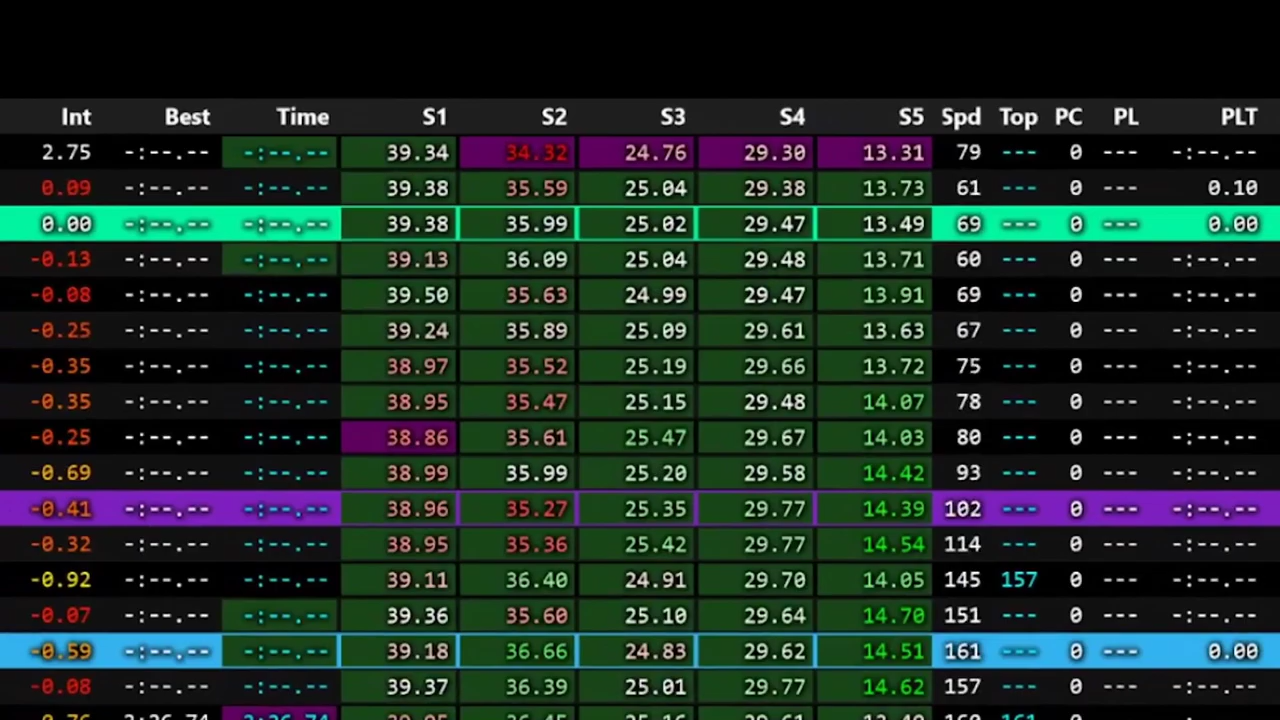 Int Best Time S1 S2 S3 S4 S5 Spd Top PC PL PLT
2.75 -:--.-- -:--.-- 39.34 34.32 24.76 29.30 13.31 79 --- 0 --- -:--.--
0.09 -:--.-- -:--.-- 39.38 35.59 25.04 29.38 13.73 61 --- 0 --- 0.10
0.00 -:--.-- -:--.-- 39.38 35.99 25.02 29.47 13.49 69 --- 0 --- 0.00
-0.13 -:--.-- -:--.-- 39.13 36.09 25.04 29.48 13.71 60 --- 0 --- -:--.--
-0.08 -:--.-- -:--.-- 39.50 35.63 24.99 29.47 13.91 69 --- 0 --- -:--.--
-0.25 -:--.-- -:--.-- 39.24 35.89 25.09 29.61 13.63 67 --- 0 --- -:--.--
-0.35 -:--.-- -:--.-- 38.97 35.52 25.19 29.66 13.72 75 --- 0 --- -:--.--
-0.35 -:--.-- -:--.-- 38.95 35.47 25.15 29.48 14.07 78 --- 0 --- -:--.--
-0.25 -:--.-- -:--.-- 38.86 35.61 25.47 29.67 14.03 80 --- 0 --- -:--.--
-0.69 -:--.-- -:--.-- 38.99 35.99 25.20 29.58 14.42 93 --- 0 --- -:--.--
-0.41 -:--.-- -:--.-- 38.96 35.27 25.35 29.77 14.39 102 --- 0 --- -:--.--
-0.32 -:--.-- -:--.-- 38.95 35.36 25.42 29.77 14.54 114 --- 0 --- -:--.--
-0.92 -:--.-- -:--.-- 39.11 36.40 24.91 29.70 14.05 145 157 0 --- -:--.--
-0.07 -:--.-- -:--.-- 39.36 35.60 25.10 29.64 14.70 151 --- 0 --- -:--.--
-0.59 -:--.-- -:--.-- 39.18 36.66 24.83 29.62 14.51 161 --- 0 --- 0.00
-0.08 -:--.-- -:--.-- 39.37 36.39 25.01 29.77 14.62 157 --- 0 --- -:--.--